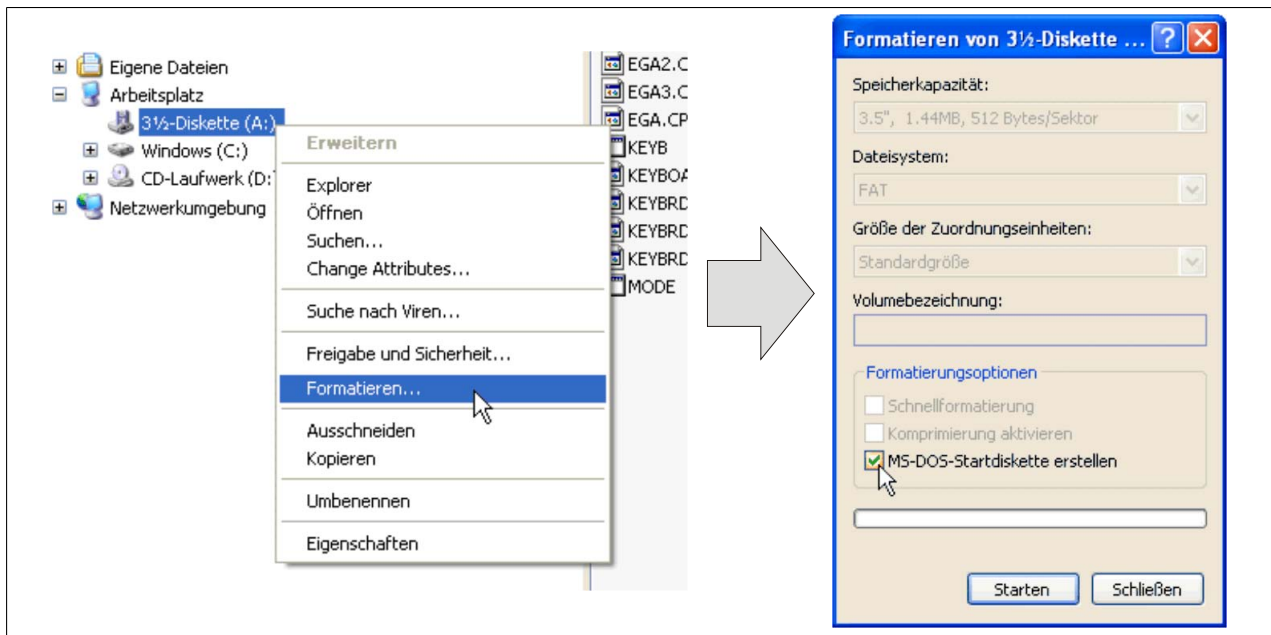 Eigene Dateien
Arbeitsplatz
3½-Diskette (A:)
Windows (C:)
CD-Laufwerk (D:
Netzwerkumgebung
Erweitern
Explorer
Öffnen
Suchen...
Change Attributes...
Suche nach Viren...
Freigabe und Sicherheit...
Formatieren...
Ausschneiden
Kopieren
Umbenennen
Eigenschaften
EGA2.C
EGA3.C
EGA.CP
KEYB
KEYBOA
KEYBRD
KEYBRD
KEYBRD
MODE
Formatieren von 3½-Diskette ...
Speicherkapazität:
3.5", 1.44MB, 512 Bytes/Sektor
Dateisystem:
FAT
Größe der Zuordnungseinheiten:
Standardgröße
Volumebezeichnung:
Formatierungsoptionen
Schnellformatierung
Komprimierung aktivieren
MS-DOS-Startdiskette erstellen
Starten
Schließen